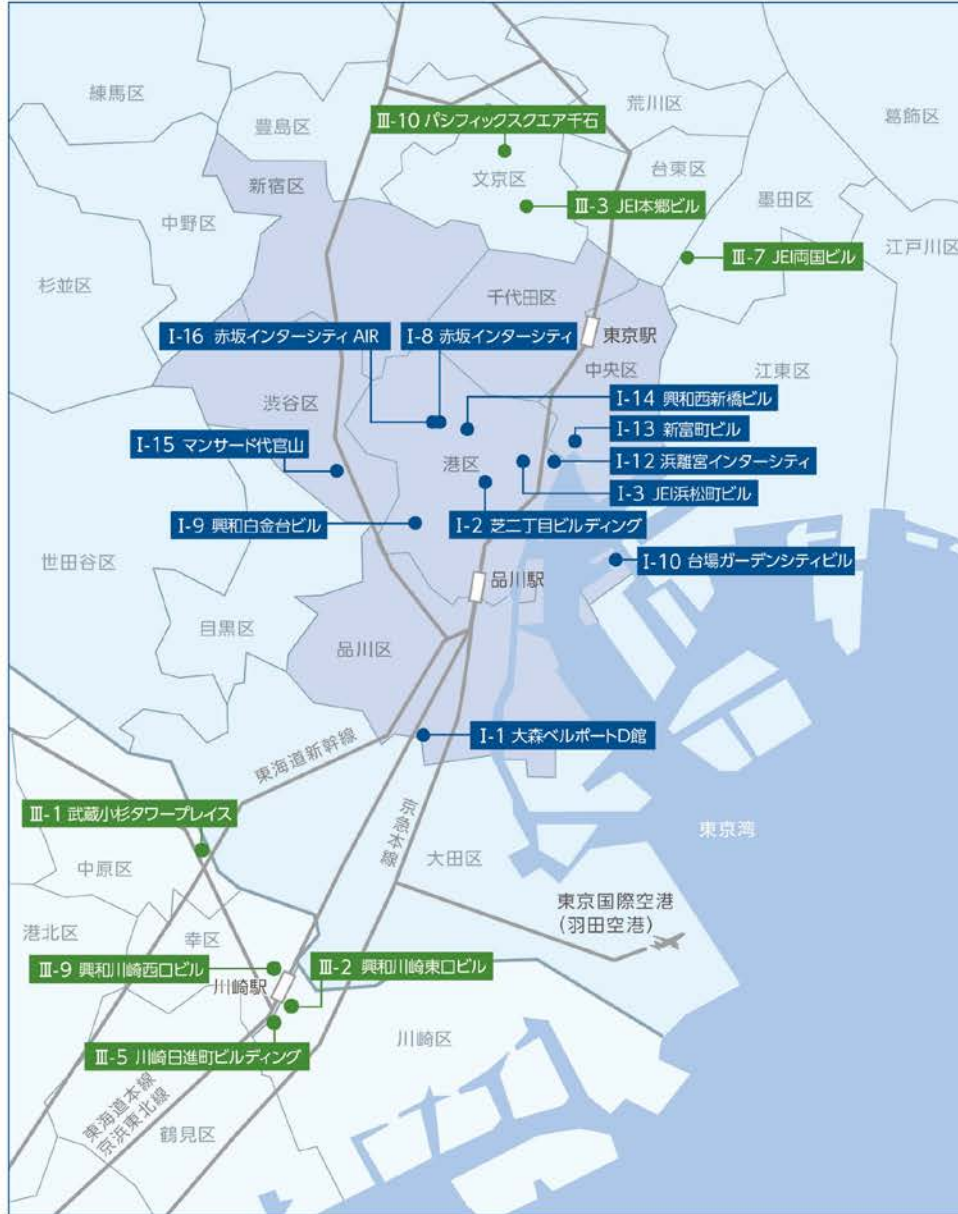 練馬区
豊島区
荒川区
葛飾区
Ⅲ-10 パシフィックスクエア千石
台東区
文京区
新宿区
墨田区
Ⅲ-3 JEI本郷ビル
中野区
江戸川区
Ⅲ-7 JEI両国ビル
杉並区
千代田区
I-16 赤坂インターシティ AIR
I-8 赤坂インターシティ
東京駅
中央区
江東区
渋谷区
I-14 興和西新橋ビル
I-13 新富町ビル
I-15 マンサード代官山
港区
I-12 浜離宮インターシティ
I-3 JEI浜松町ビル
I-9 興和白金台ビル
I-2 芝二丁目ビルディング
世田谷区
I-10 台場ガーデンシティビル
品川駅
目黒区
品川区
I-1 大森ベルポートD館
東海道新幹線
Ⅲ-1 武蔵小杉タワープレイス
京急本線
東京湾
大田区
中原区
東京国際空港
(羽田空港)
港北区
幸区
Ⅲ-9 興和川崎西口ビル
Ⅲ-2 興和川崎東口ビル
川崎駅
川崎区
Ⅲ-5 川崎日進町ビルディング
東海道本線
京浜東北線
鶴見区